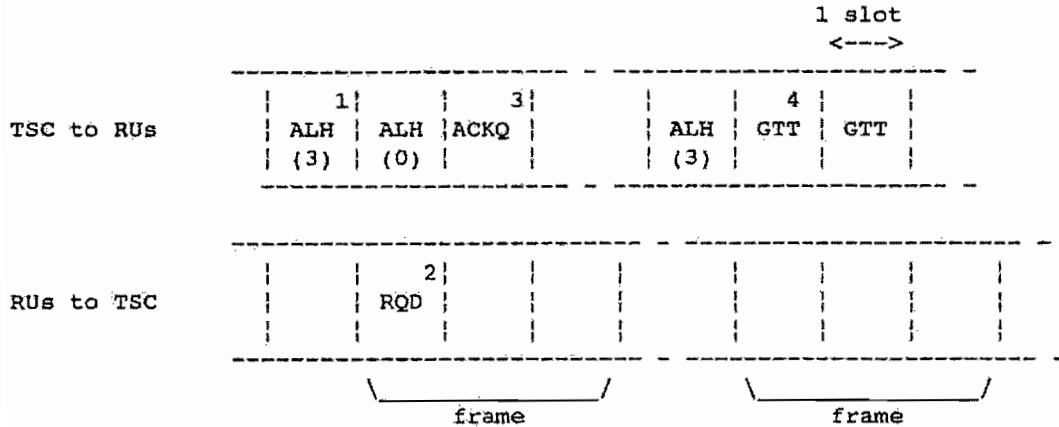 1 slot
<--->
1 3 4
TSC to RUs ALH ALH ACKQ ALH GTT GTT
(3) (0) (3)
2
RUs to TSC RQD
frame frame